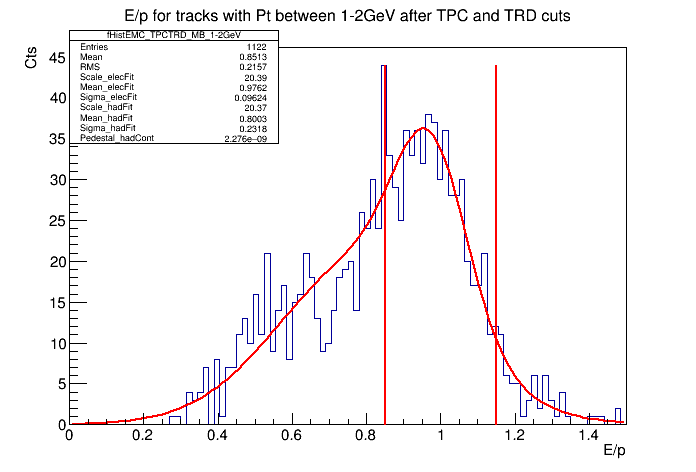 E/p for tracks with Pt between 1-2GeV after TPC and TRD cuts
fHistEMC_TPCTRD_MB_1-2GeV
Entries 1122
Mean 0.8513
RMS 0.2157
Scale_elecFit 20.39
Mean_elecFit 0.9762
Sigma_elecFit 0.09624
Scale_hadFit 20.37
Mean_hadFit 0.8003
Sigma_hadFit 0.2318
Pedestal_hadCont 2.276e-09
Cts
45
40
35
30
25
20
15
10
5
0
0 0.2 0.4 0.6 0.8 1 1.2 1.4
E/p